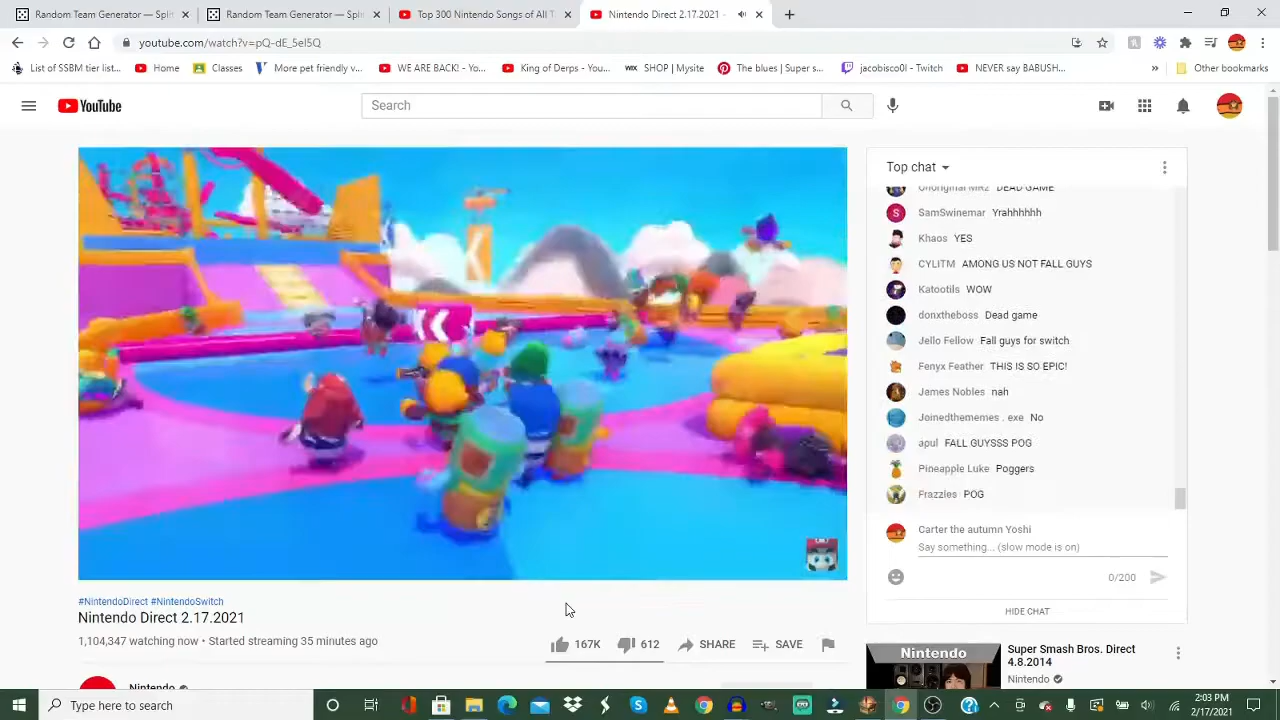 Random Team Generator — Spli
Random Team Generator — Spli
Top 300 Nintendo Songs of All T
Nintendo Direct 2.17.2021 -
youtube.com/watch?v=pQ-dE_5eI5Q
List of SSBM tier list...
Home
Classes
More pet friendly v...
WE ARE BACK! - Yo...
King of Derps - You...
WIX SHOP | Mysite
The blues | Super s...
jacobisco0l - Twitch
NEVER say BABUSH...
»
Other bookmarks
YouTube
Search
Top chat
Unoriginal MRZ DEAD GAME
S SamSwinemar Yrahhhhhh
Khaos YES
CYLITM AMONG US NOT FALL GUYS
Katootils WOW
donxtheboss Dead game
Jello Fellow Fall guys for switch
Fenyx Feather THIS IS SO EPIC!
James Nobles nah
Joinedthememes . exe No
apul FALL GUYSSS POG
Pineapple Luke Poggers
Frazzles POG
Carter the autumn Yoshi
Say something... (slow mode is on)
0/200
HIDE CHAT
#NintendoDirect #NintendoSwitch
Nintendo Direct 2.17.2021
1,104,347 watching now • Started streaming 35 minutes ago
167K
612
SHARE
SAVE
Nintendo
Nintendo
Super Smash Bros. Direct
4.8.2014
Nintendo
Type here to search
2:03 PM
2/17/2021